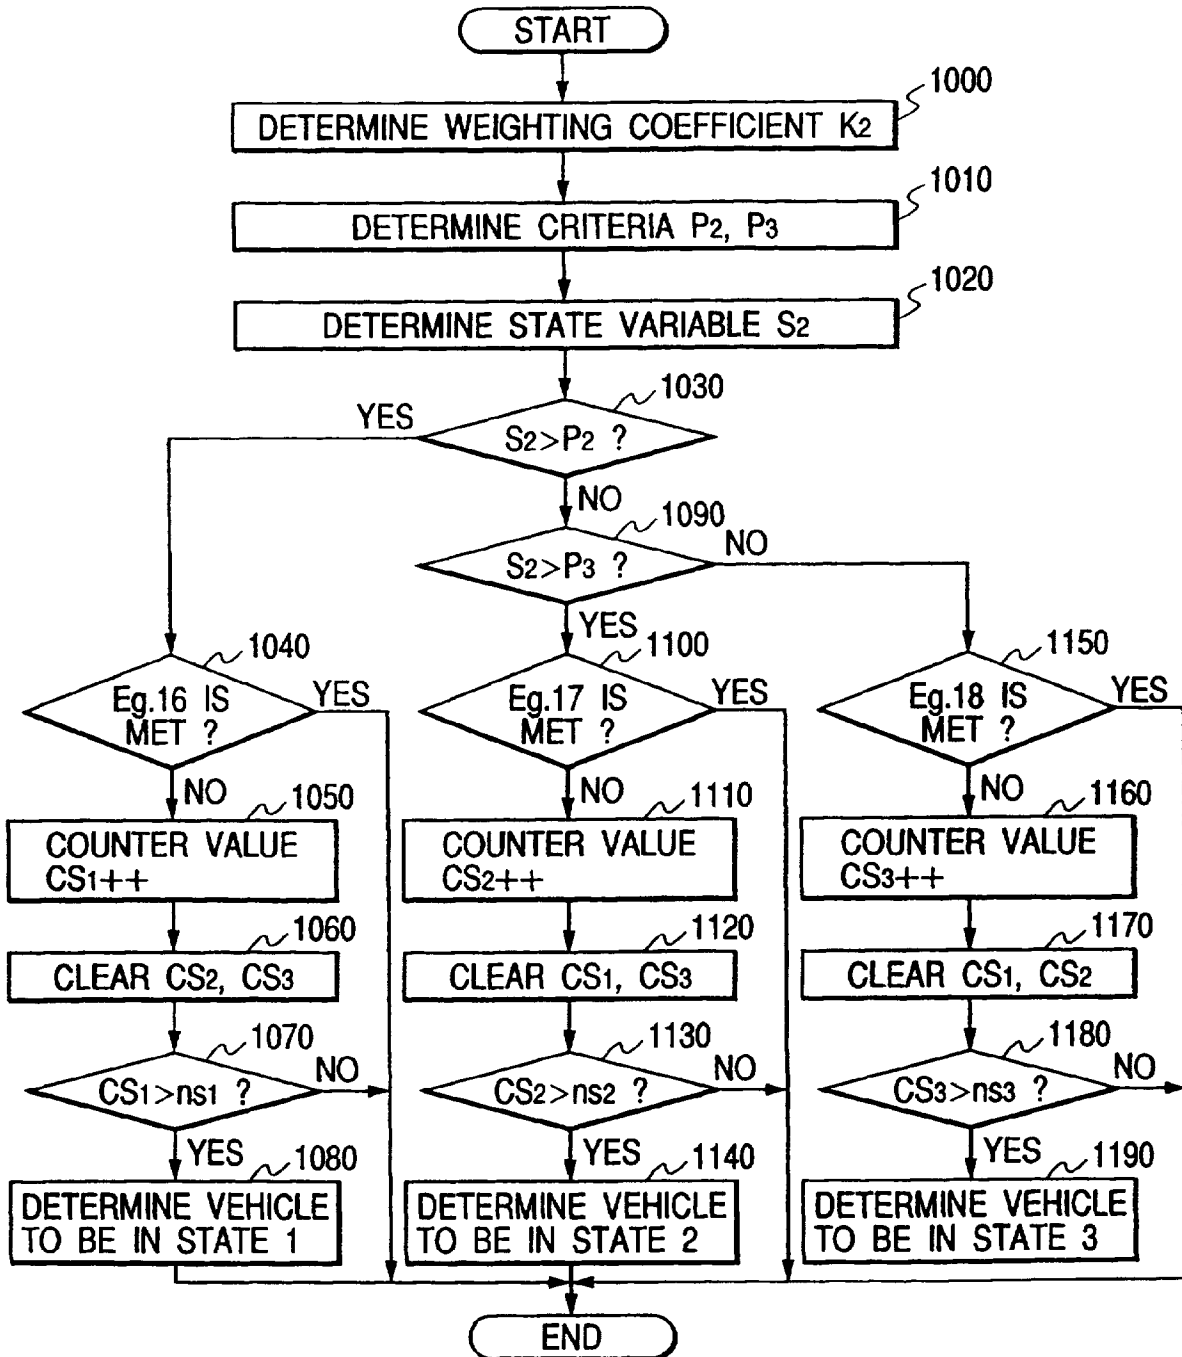 START
1000
DETERMINE WEIGHTING COEFFICIENT K2
1010
DETERMINE CRITERIA P2, P3
1020
DETERMINE STATE VARIABLE S2
1030
YES
S2>P2 ?
NO
1090
S2>P3 ?
NO
YES
1040
Eg.16 IS
MET ?
YES
NO
1050
COUNTER VALUE
CS1++
1060
CLEAR CS2, CS3
1070
CS1>ns1 ?
NO
YES
1080
DETERMINE VEHICLE
TO BE IN STATE 1
1100
Eg.17 IS
MET ?
YES
NO
1110
COUNTER VALUE
CS2++
1120
CLEAR CS1, CS3
1130
CS2>ns2 ?
NO
YES
1140
DETERMINE VEHICLE
TO BE IN STATE 2
1150
Eg.18 IS
MET ?
YES
NO
1160
COUNTER VALUE
CS3++
1170
CLEAR CS1, CS2
1180
CS3>ns3 ?
NO
YES
1190
DETERMINE VEHICLE
TO BE IN STATE 3
END